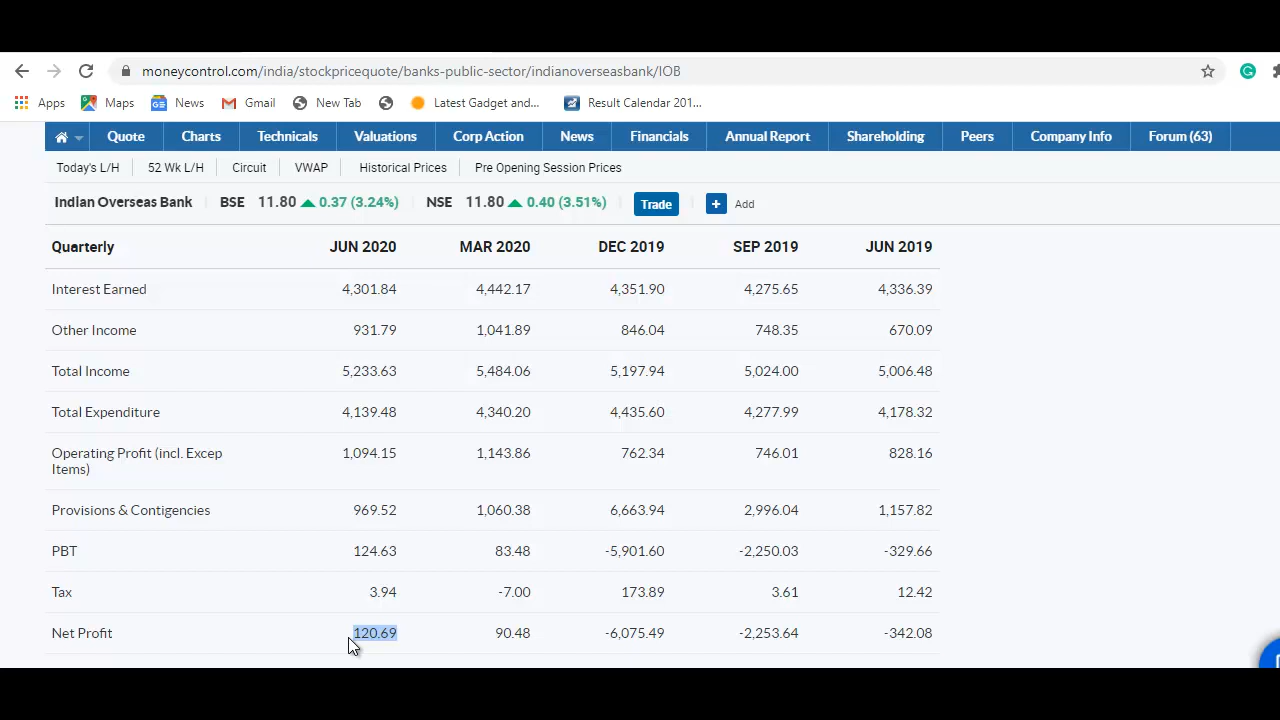 moneycontrol.com/india/stockpricequote/banks-public-sector/indianoverseasbank/IOB
Apps Maps News Gmail New Tab Latest Gadget and... Result Calendar 201...
Quote Charts Technicals Valuations Corp Action News Financials Annual Report Shareholding Peers Company Info Forum (63)
Today's L/H 52 Wk L/H Circuit VWAP Historical Prices Pre Opening Session Prices
Indian Overseas Bank BSE 11.80 0.37 (3.24%) NSE 11.80 0.40 (3.51%) Trade + Add
Quarterly JUN 2020 MAR 2020 DEC 2019 SEP 2019 JUN 2019
Interest Earned 4,301.84 4,442.17 4,351.90 4,275.65 4,336.39
Other Income 931.79 1,041.89 846.04 748.35 670.09
Total Income 5,233.63 5,484.06 5,197.94 5,024.00 5,006.48
Total Expenditure 4,139.48 4,340.20 4,435.60 4,277.99 4,178.32
Operating Profit (incl. Excep 1,094.15 1,143.86 762.34 746.01 828.16
Items)
Provisions & Contigencies 969.52 1,060.38 6,663.94 2,996.04 1,157.82
PBT 124.63 83.48 -5,901.60 -2,250.03 -329.66
Tax 3.94 -7.00 173.89 3.61 12.42
Net Profit 120.69 90.48 -6,075.49 -2,253.64 -342.08